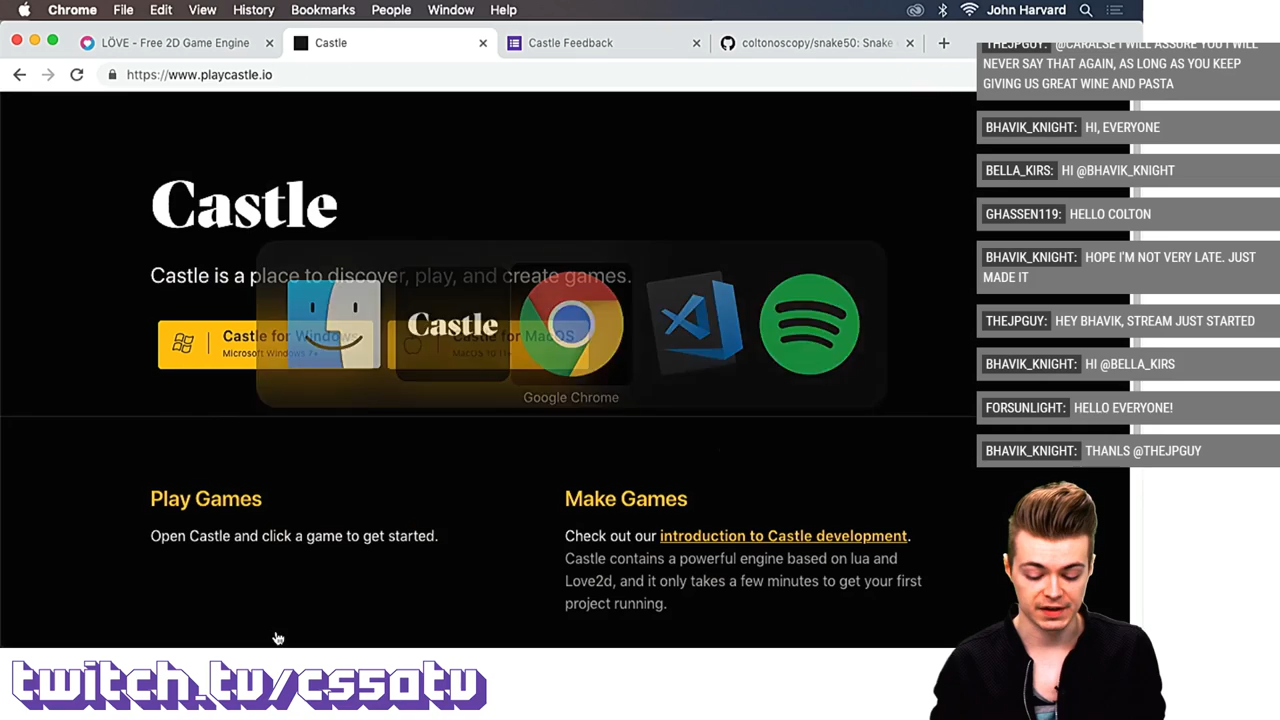 Chrome File Edit View History Bookmarks People Window Help John Harvard
LÖVE - Free 2D Game Engine Castle Castle Feedback coltonoscopy/snake50: Snake
https://www.playcastle.io
Castle
Castle is a place to discover, play, and create games.
Castle for Windows
Microsoft Windows 7+
Castle for MacOS
MacOS 10.11+
Castle
Google Chrome
Play Games
Open Castle and click a game to get started.
Make Games
Check out our introduction to Castle development.
Castle contains a powerful engine based on lua and
Love2d, and it only takes a few minutes to get your first
project running.
THEJPGUY: @CARALSE I WILL ASSURE YOU I WILL
NEVER SAY THAT AGAIN, AS LONG AS YOU KEEP
GIVING US GREAT WINE AND PASTA
BHAVIK_KNIGHT: HI, EVERYONE
BELLA_KIRS: HI @BHAVIK_KNIGHT
GHASSEN119: HELLO COLTON
BHAVIK_KNIGHT: HOPE I'M NOT VERY LATE. JUST
MADE IT
THEJPGUY: HEY BHAVIK, STREAM JUST STARTED
BHAVIK_KNIGHT: HI @BELLA_KIRS
FORSUNLIGHT: HELLO EVERYONE!
BHAVIK_KNIGHT: THANLS @THEJPGUY
twitch.tv/cs50tv